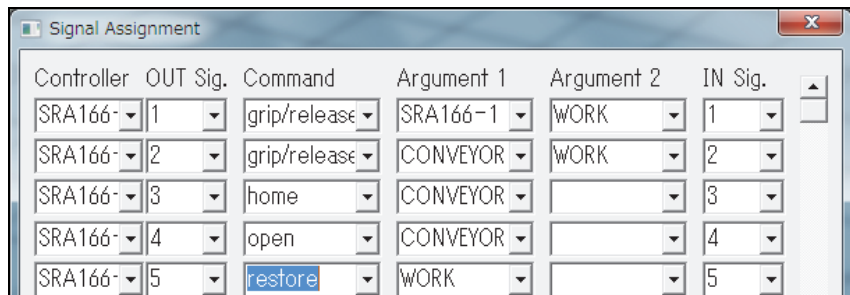 Signal Assignment
Controller OUT Sig. Command Argument 1 Argument 2 IN Sig.
SRA166- 1 grip/release SRA166-1 WORK 1
SRA166- 2 grip/release CONVEYOR WORK 2
SRA166- 3 home CONVEYOR 3
SRA166- 4 open CONVEYOR 4
SRA166- 5 restore WORK 5